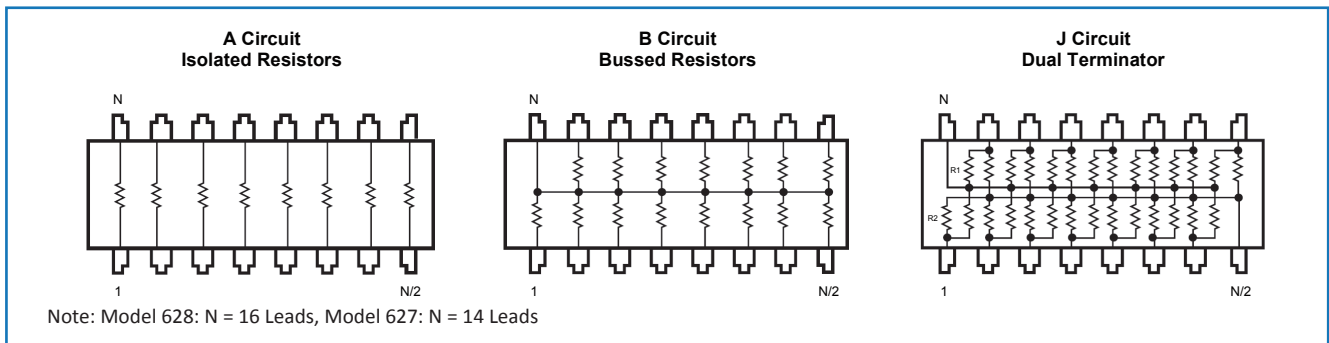 A Circuit
Isolated Resistors
N
1
N/2
B Circuit
Bussed Resistors
N
1
N/2
J Circuit
Dual Terminator
N
R1
R2
1
N/2
Note: Model 628: N = 16 Leads, Model 627: N = 14 Leads